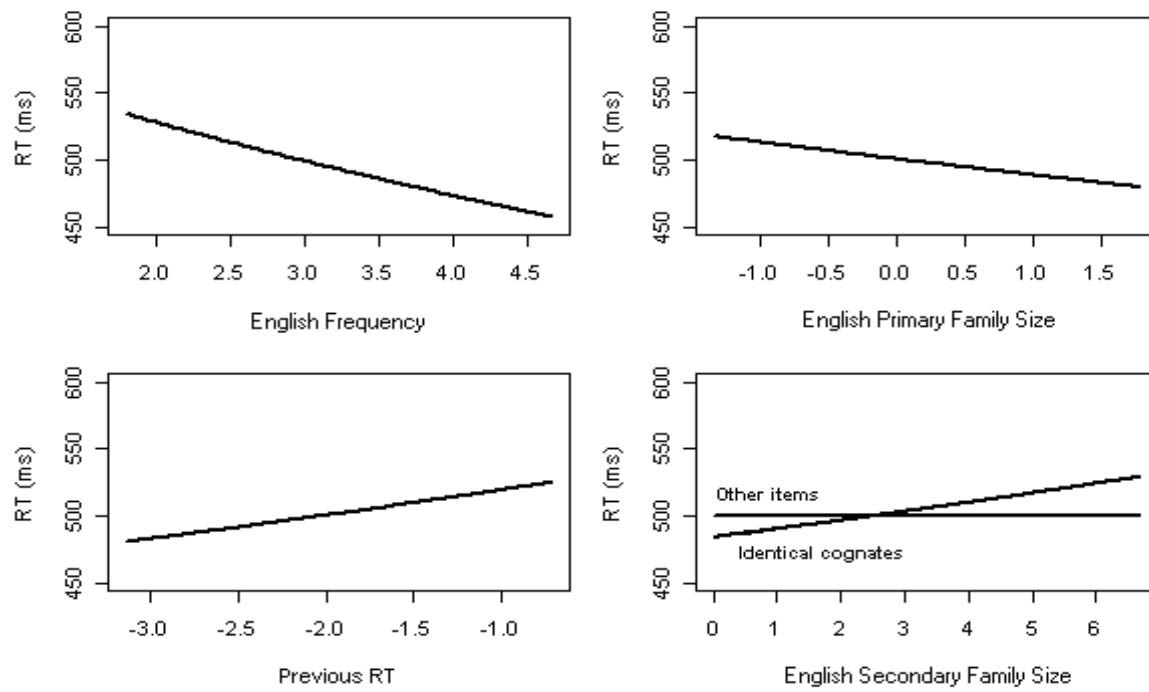 600
550
500
450
RT (ms)
2.0 2.5 3.0 3.5 4.0 4.5
English Frequency
600
550
500
450
RT (ms)
-1.0 -0.5 0.0 0.5 1.0 1.5
English Primary Family Size
600
550
500
450
RT (ms)
-3.0 -2.5 -2.0 -1.5 -1.0
Previous RT
600
550
500
450
RT (ms)
Other items
Identical cognates
0 1 2 3 4 5 6
English Secondary Family Size